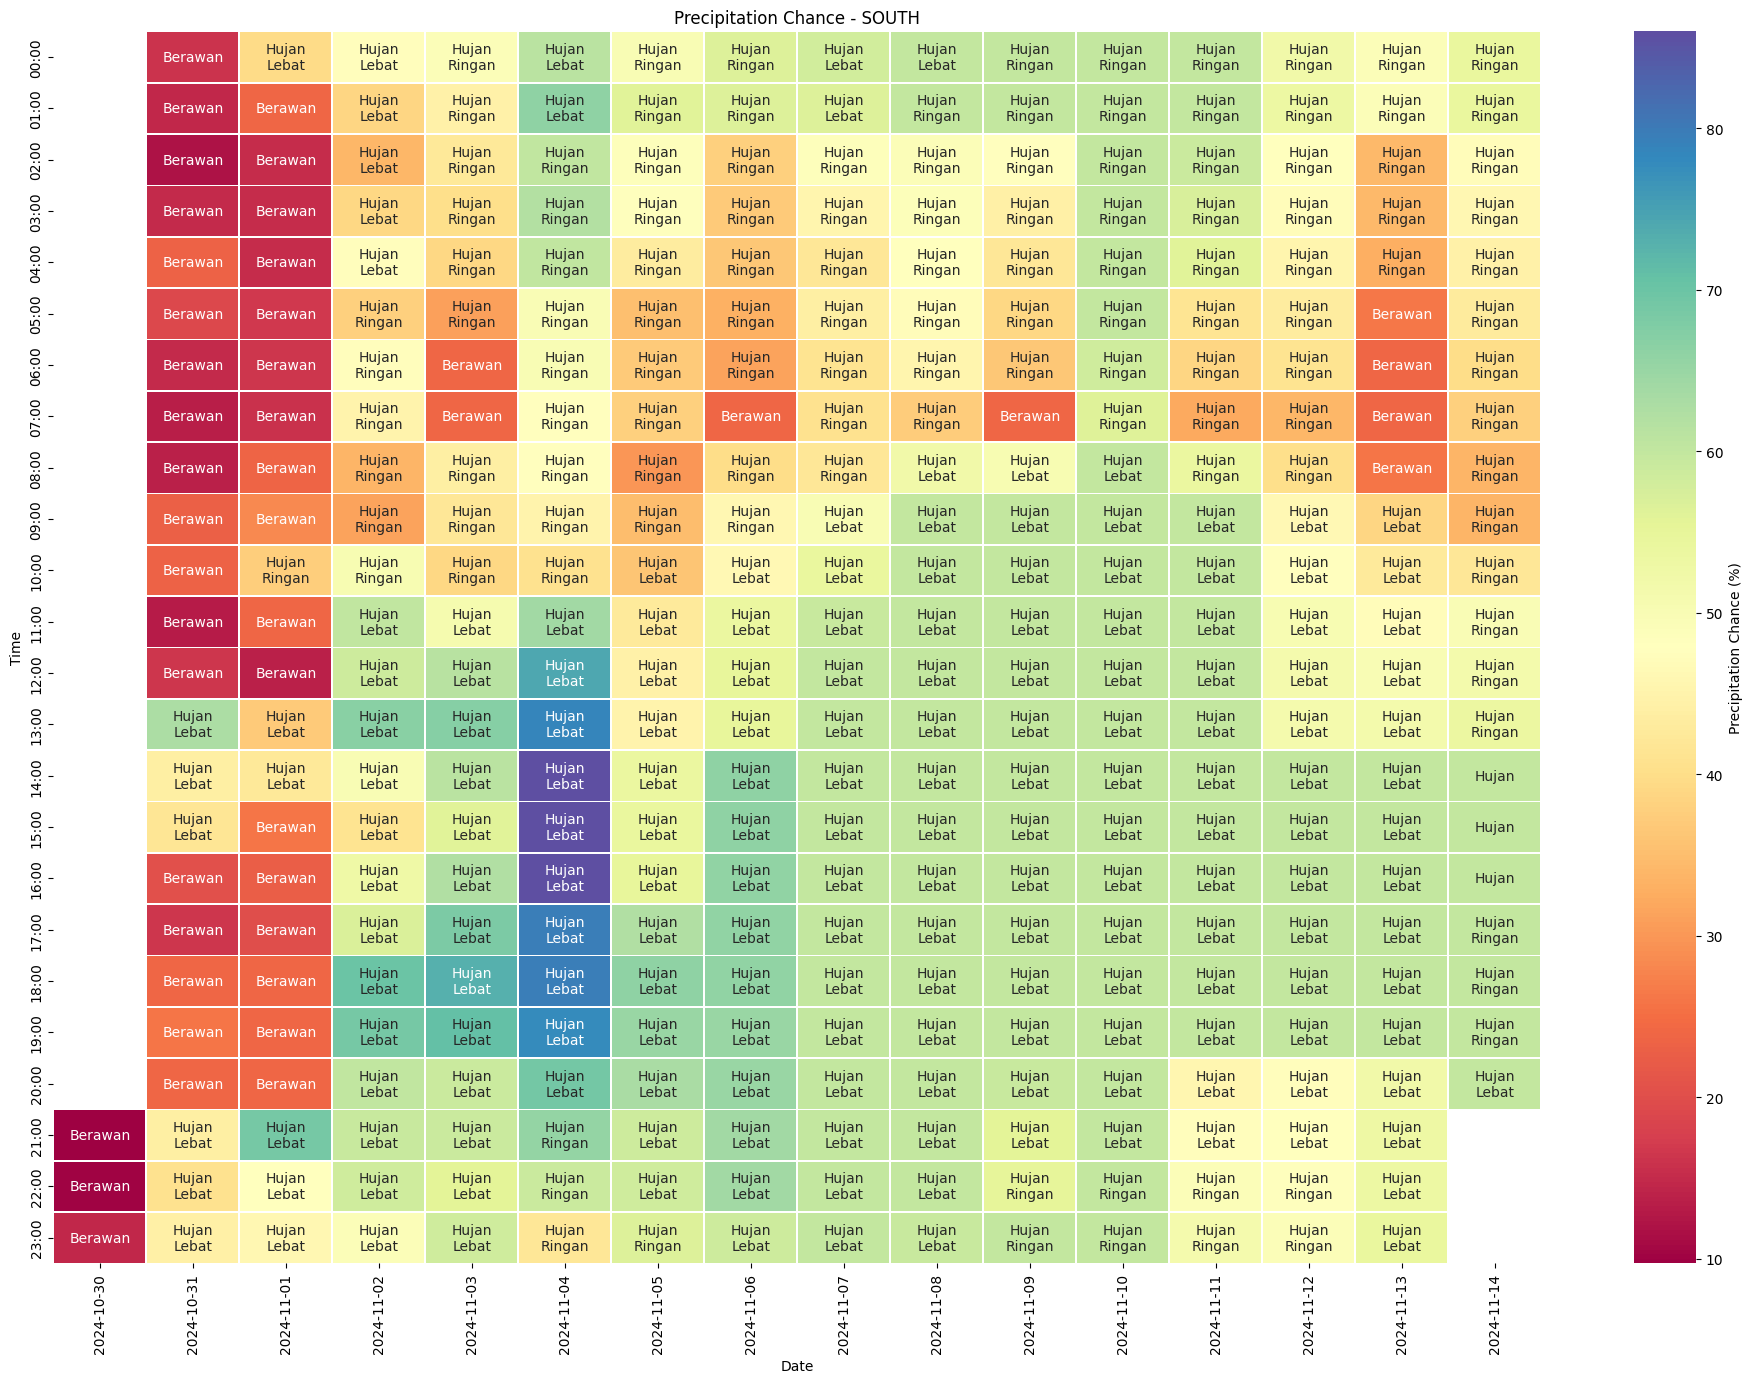 Precipitation Chance - SOUTH
00:00 Berawan Hujan Lebat Hujan Lebat Hujan Ringan Hujan Lebat Hujan Ringan Hujan Ringan Hujan Lebat Hujan Lebat Hujan Ringan Hujan Ringan Hujan Ringan Hujan Ringan Hujan Ringan Hujan Ringan
01:00 Berawan Berawan Hujan Lebat Hujan Ringan Hujan Lebat Hujan Ringan Hujan Ringan Hujan Lebat Hujan Ringan Hujan Ringan Hujan Ringan Hujan Ringan Hujan Ringan Hujan Ringan Hujan Ringan
02:00 Berawan Berawan Hujan Lebat Hujan Ringan Hujan Ringan Hujan Ringan Hujan Ringan Hujan Ringan Hujan Ringan Hujan Ringan Hujan Ringan Hujan Ringan Hujan Ringan Hujan Ringan Hujan Ringan
03:00 Berawan Berawan Hujan Lebat Hujan Ringan Hujan Ringan Hujan Ringan Hujan Ringan Hujan Ringan Hujan Ringan Hujan Ringan Hujan Ringan Hujan Ringan Hujan Ringan Hujan Ringan Hujan Ringan
04:00 Berawan Berawan Hujan Lebat Hujan Ringan Hujan Ringan Hujan Ringan Hujan Ringan Hujan Ringan Hujan Ringan Hujan Ringan Hujan Ringan Hujan Ringan Hujan Ringan Hujan Ringan Hujan Ringan
05:00 Berawan Berawan Hujan Ringan Hujan Ringan Hujan Ringan Hujan Ringan Hujan Ringan Hujan Ringan Hujan Ringan Hujan Ringan Hujan Ringan Hujan Ringan Hujan Ringan Berawan Hujan Ringan
06:00 Berawan Berawan Hujan Ringan Berawan Hujan Ringan Hujan Ringan Hujan Ringan Hujan Ringan Hujan Ringan Hujan Ringan Hujan Ringan Hujan Ringan Hujan Ringan Berawan Hujan Ringan
07:00 Berawan Berawan Hujan Ringan Berawan Hujan Ringan Hujan Ringan Berawan Hujan Ringan Hujan Ringan Berawan Hujan Ringan Hujan Ringan Hujan Ringan Berawan Hujan Ringan
08:00 Berawan Berawan Hujan Ringan Hujan Ringan Hujan Ringan Hujan Ringan Hujan Ringan Hujan Ringan Hujan Lebat Hujan Lebat Hujan Lebat Hujan Ringan Hujan Ringan Berawan Hujan Ringan
09:00 Berawan Berawan Hujan Ringan Hujan Ringan Hujan Ringan Hujan Ringan Hujan Ringan Hujan Lebat Hujan Lebat Hujan Lebat Hujan Lebat Hujan Lebat Hujan Lebat Hujan Lebat Hujan Ringan
10:00 Berawan Hujan Ringan Hujan Ringan Hujan Ringan Hujan Ringan Hujan Lebat Hujan Lebat Hujan Lebat Hujan Lebat Hujan Lebat Hujan Lebat Hujan Lebat Hujan Lebat Hujan Lebat Hujan Ringan
11:00 Berawan Berawan Hujan Lebat Hujan Lebat Hujan Lebat Hujan Lebat Hujan Lebat Hujan Lebat Hujan Lebat Hujan Lebat Hujan Lebat Hujan Lebat Hujan Lebat Hujan Lebat Hujan Ringan
12:00 Berawan Berawan Hujan Lebat Hujan Lebat Hujan Lebat Hujan Lebat Hujan Lebat Hujan Lebat Hujan Lebat Hujan Lebat Hujan Lebat Hujan Lebat Hujan Lebat Hujan Lebat Hujan Ringan
13:00 Hujan Lebat Hujan Lebat Hujan Lebat Hujan Lebat Hujan Lebat Hujan Lebat Hujan Lebat Hujan Lebat Hujan Lebat Hujan Lebat Hujan Lebat Hujan Lebat Hujan Lebat Hujan Lebat Hujan Ringan
14:00 Hujan Lebat Hujan Lebat Hujan Lebat Hujan Lebat Hujan Lebat Hujan Lebat Hujan Lebat Hujan Lebat Hujan Lebat Hujan Lebat Hujan Lebat Hujan Lebat Hujan Lebat Hujan Lebat Hujan
15:00 Hujan Lebat Berawan Hujan Lebat Hujan Lebat Hujan Lebat Hujan Lebat Hujan Lebat Hujan Lebat Hujan Lebat Hujan Lebat Hujan Lebat Hujan Lebat Hujan Lebat Hujan Lebat Hujan
16:00 Berawan Berawan Hujan Lebat Hujan Lebat Hujan Lebat Hujan Lebat Hujan Lebat Hujan Lebat Hujan Lebat Hujan Lebat Hujan Lebat Hujan Lebat Hujan Lebat Hujan Lebat Hujan
17:00 Berawan Berawan Hujan Lebat Hujan Lebat Hujan Lebat Hujan Lebat Hujan Lebat Hujan Lebat Hujan Lebat Hujan Lebat Hujan Lebat Hujan Lebat Hujan Lebat Hujan Lebat Hujan Ringan
18:00 Berawan Berawan Hujan Lebat Hujan Lebat Hujan Lebat Hujan Lebat Hujan Lebat Hujan Lebat Hujan Lebat Hujan Lebat Hujan Lebat Hujan Lebat Hujan Lebat Hujan Lebat Hujan Ringan
19:00 Berawan Berawan Hujan Lebat Hujan Lebat Hujan Lebat Hujan Lebat Hujan Lebat Hujan Lebat Hujan Lebat Hujan Lebat Hujan Lebat Hujan Lebat Hujan Lebat Hujan Lebat Hujan Ringan
20:00 Berawan Berawan Hujan Lebat Hujan Lebat Hujan Lebat Hujan Lebat Hujan Lebat Hujan Lebat Hujan Lebat Hujan Lebat Hujan Lebat Hujan Lebat Hujan Lebat Hujan Lebat Hujan Lebat
21:00 Berawan Hujan Lebat Hujan Lebat Hujan Lebat Hujan Lebat Hujan Ringan Hujan Lebat Hujan Lebat Hujan Lebat Hujan Lebat Hujan Lebat Hujan Lebat Hujan Lebat Hujan Lebat Hujan Lebat
22:00 Berawan Hujan Lebat Hujan Lebat Hujan Lebat Hujan Lebat Hujan Ringan Hujan Lebat Hujan Lebat Hujan Lebat Hujan Lebat Hujan Ringan Hujan Ringan Hujan Ringan Hujan Ringan Hujan Lebat
23:00 Berawan Hujan Lebat Hujan Lebat Hujan Lebat Hujan Lebat Hujan Ringan Hujan Ringan Hujan Lebat Hujan Lebat Hujan Lebat Hujan Ringan Hujan Ringan Hujan Ringan Hujan Ringan Hujan Lebat
Time
2024-10-30 2024-10-31 2024-11-01 2024-11-02 2024-11-03 2024-11-04 2024-11-05 2024-11-06 2024-11-07 2024-11-08 2024-11-09 2024-11-10 2024-11-11 2024-11-12 2024-11-13 2024-11-14
Date
80
70
60
50
40
30
20
10
Precipitation Chance (%)